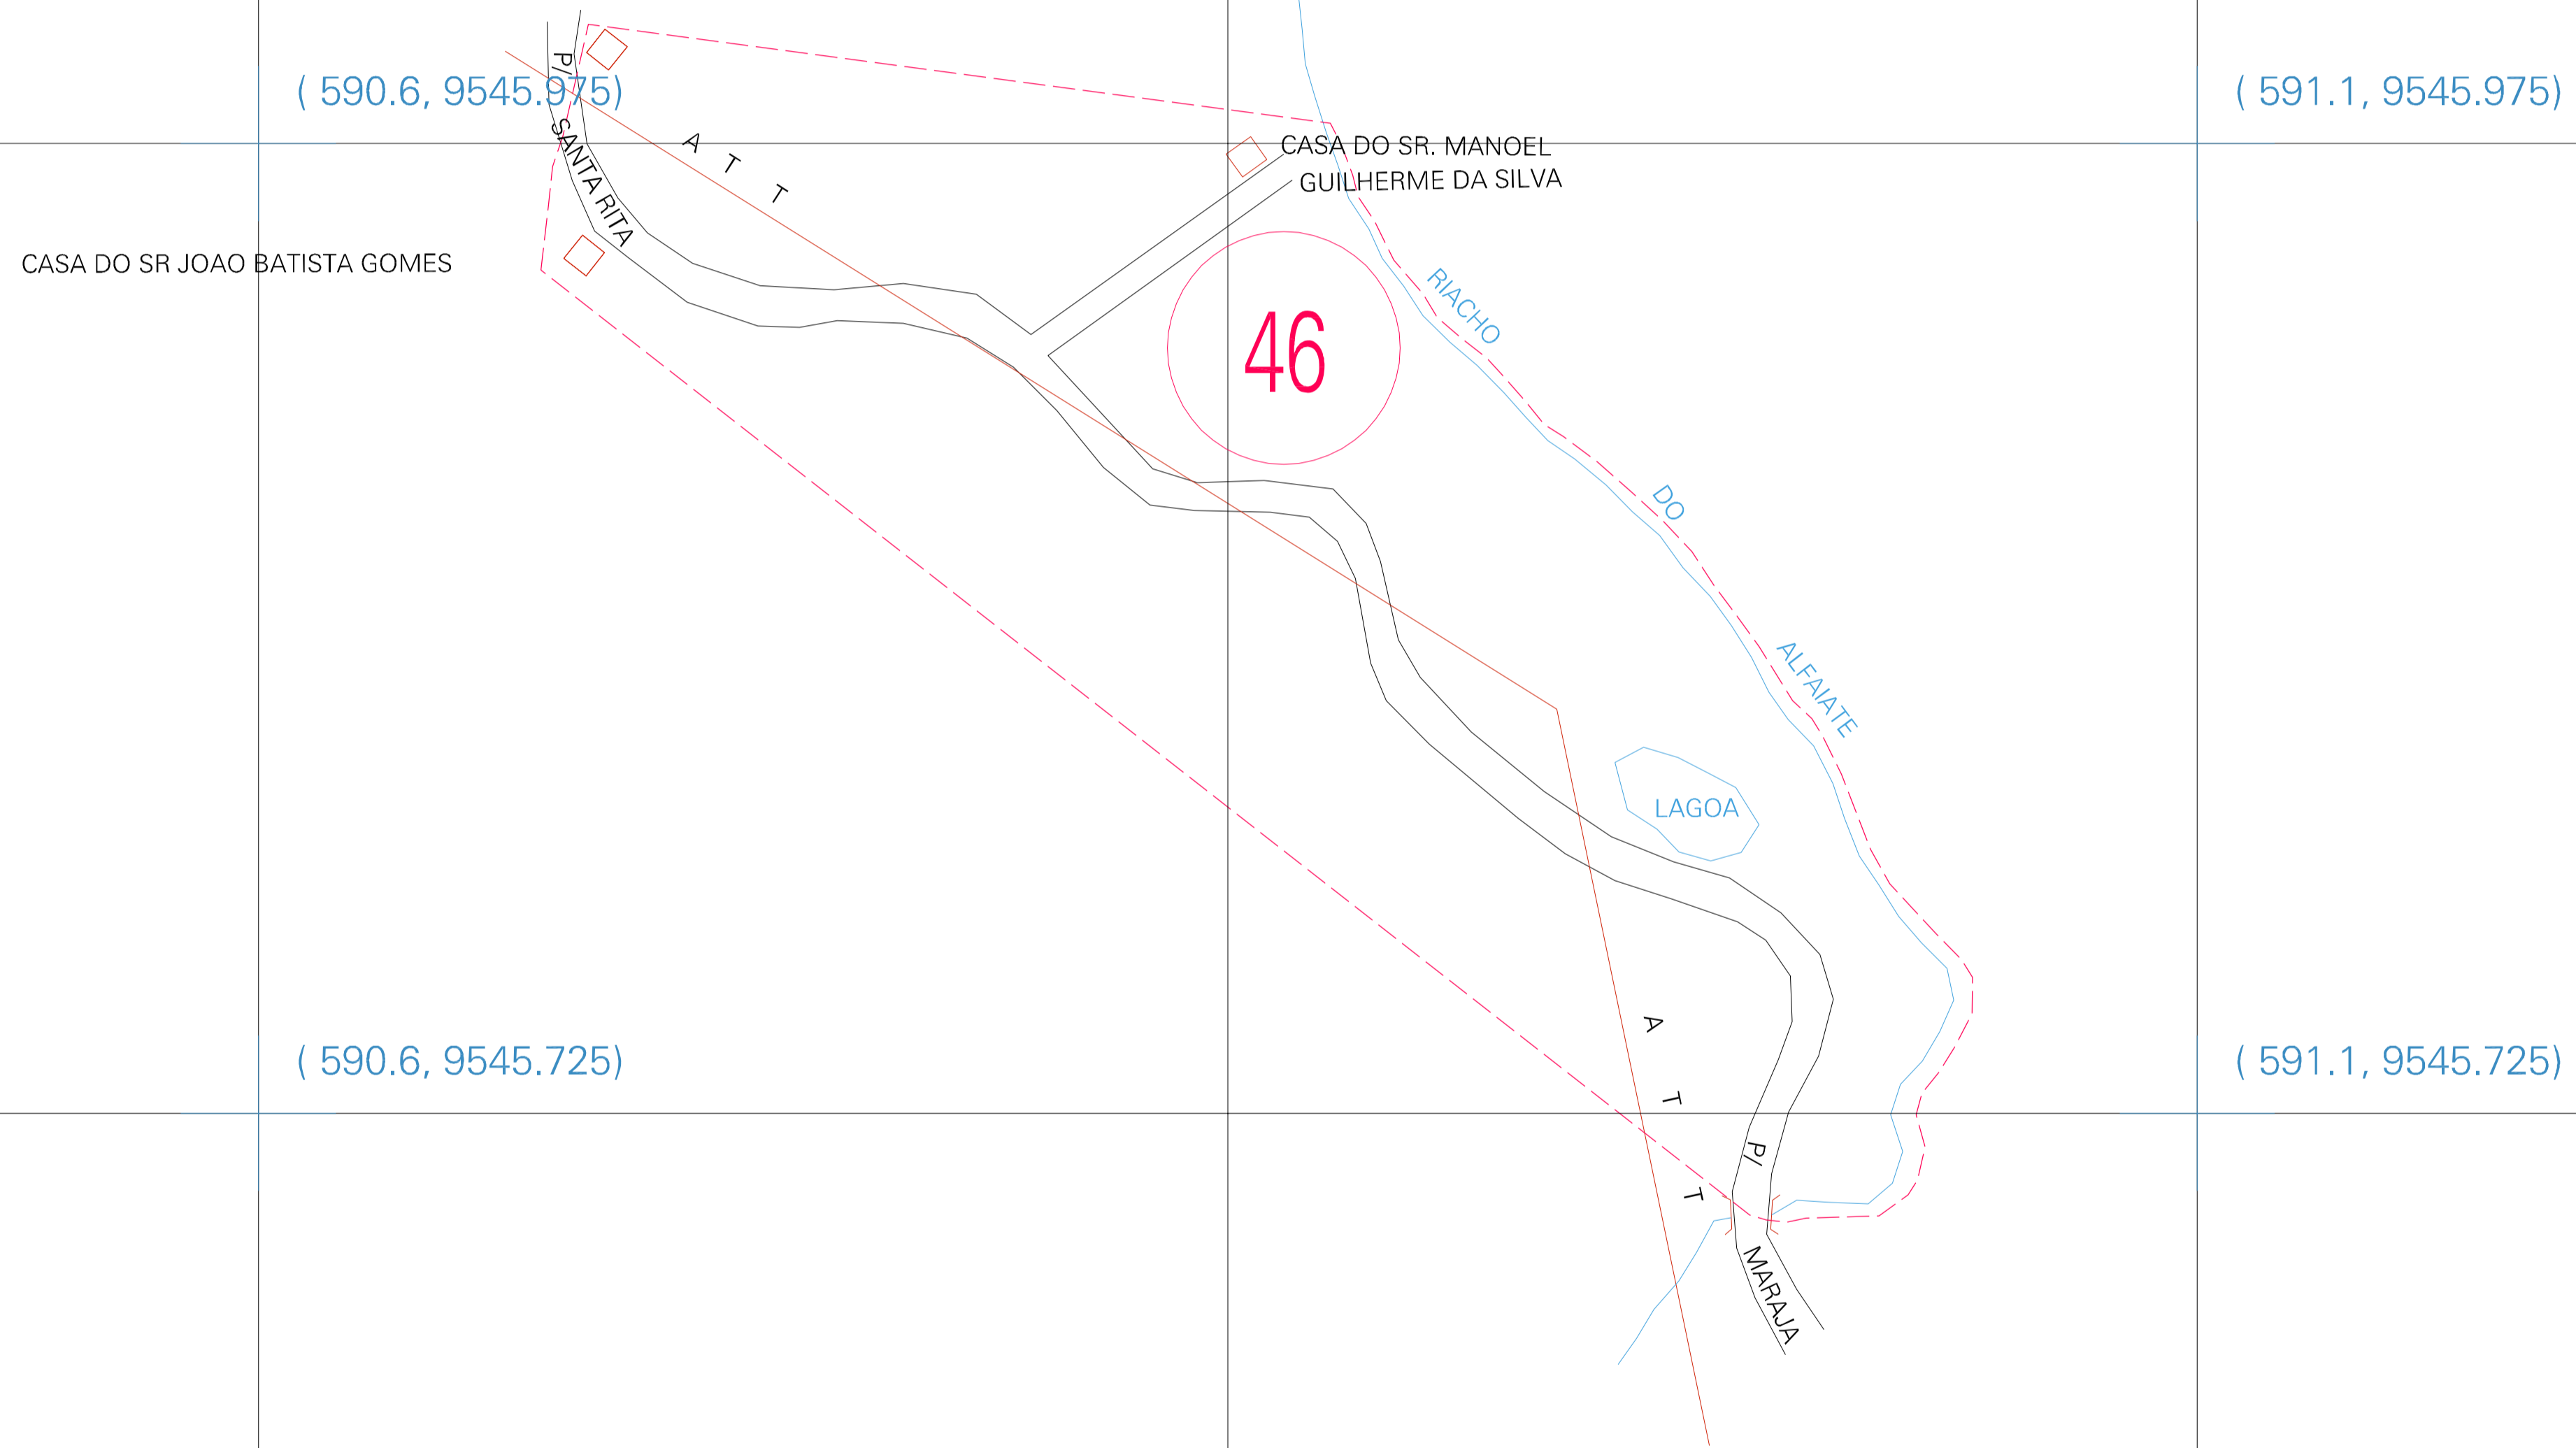 P/
SANTA RITA
( 590.6, 9545.975)
( 591.1, 9545.975)
A T T
CASA DO SR. MANOEL
GUILHERME DA SILVA
CASA DO SR JOAO BATISTA GOMES
46
RIACHO
DO
ALFAIATE
LAGOA
( 590.6, 9545.725)
( 591.1, 9545.725)
A T T
P/
MARAJA